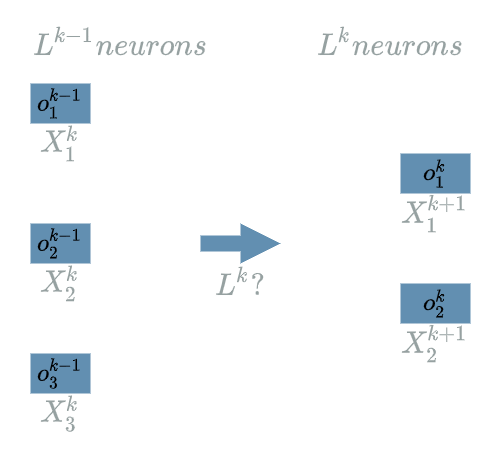 $L^{k-1} neurons$ $L^{k} neurons$
$o_1^{k-1}$
$X_1^{k}$
$o_1^{k}$
$X_1^{k+1}$
$o_2^{k-1}$
$X_2^{k}$
$L^{k}?$
$o_2^{k}$
$X_2^{k+1}$
$o_3^{k-1}$
$X_3^{k}$